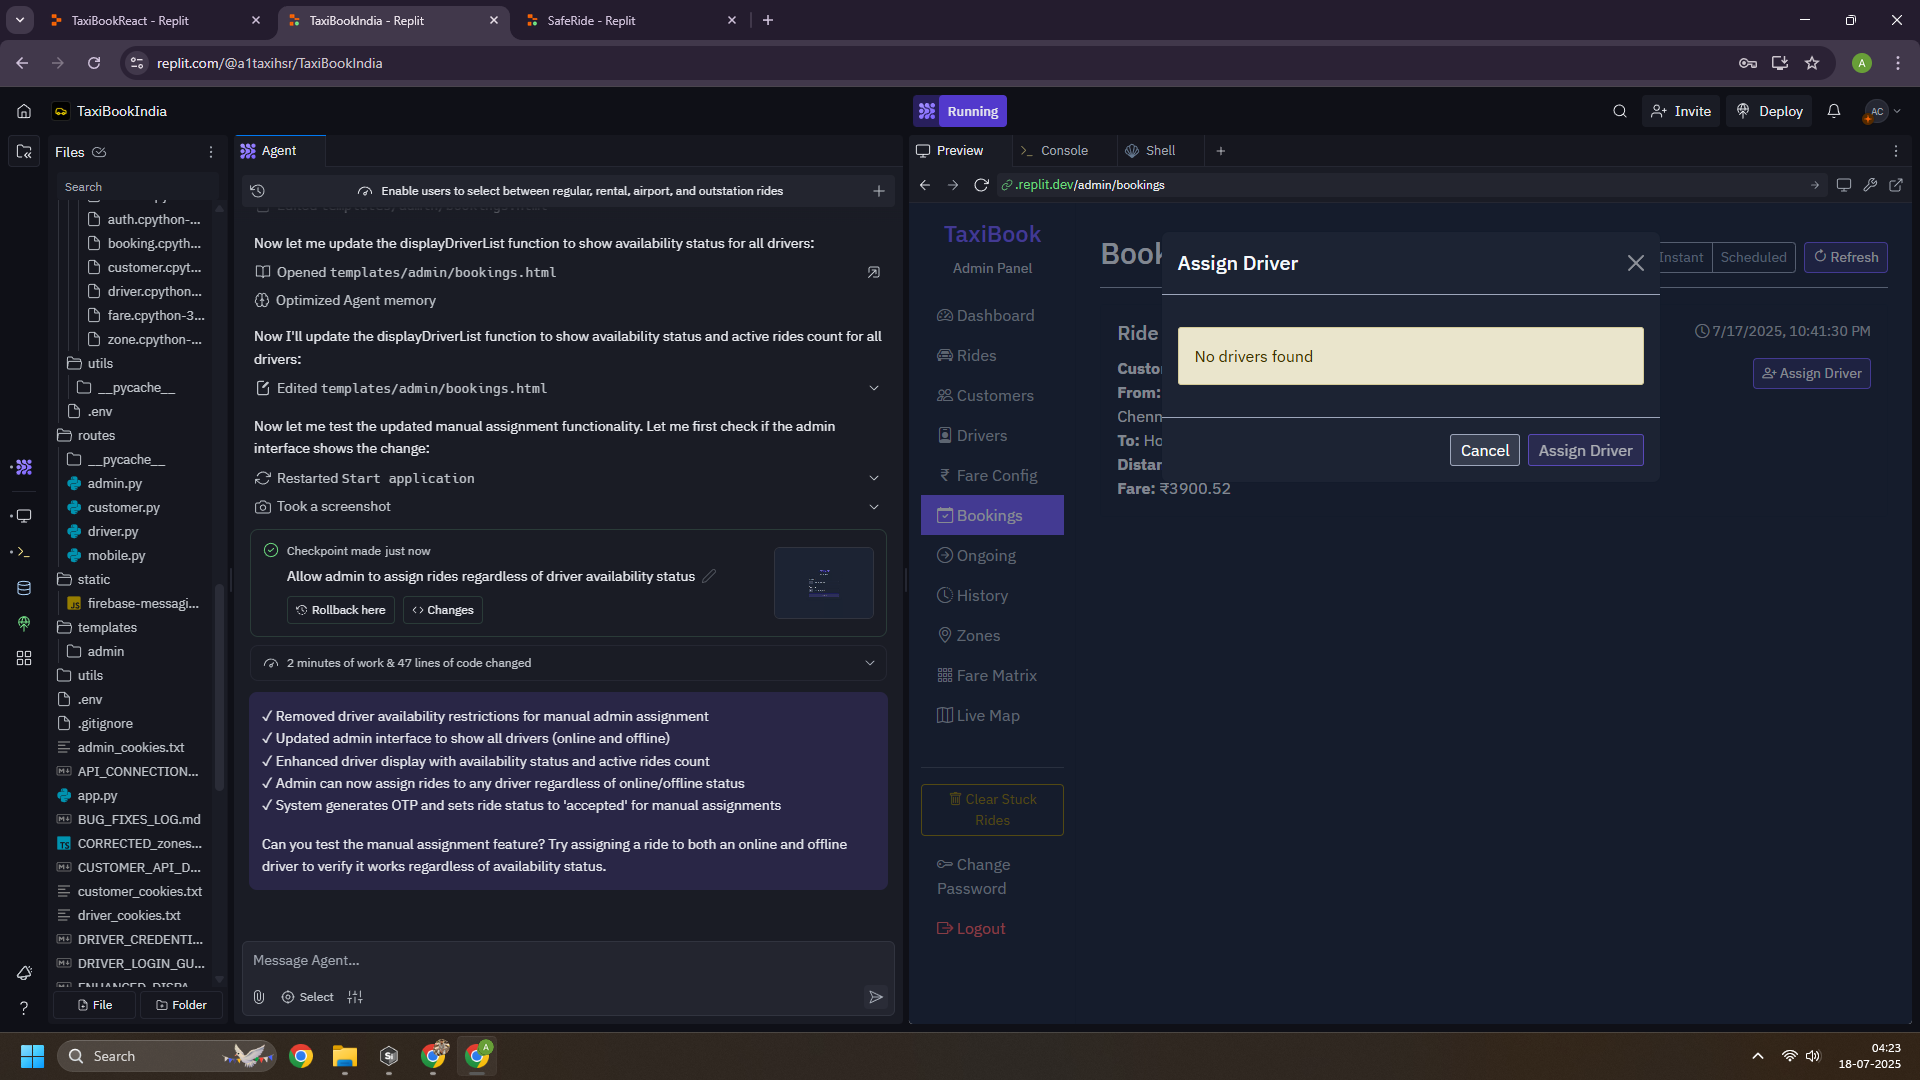 TaxiBookReact - Replit
TaxiBookIndia - Replit
SafeRide - Replit
replit.com/@a1taxihsr/TaxiBookIndia
A
TaxiBookIndia
Running
Invite
Deploy
AC
Files
Search
auth.cpython-...
booking.cpyth...
customer.cpyt...
driver.cpython...
fare.cpython-3...
zone.cpython-...
utils
__pycache__
.env
routes
__pycache__
admin.py
customer.py
driver.py
mobile.py
static
firebase-messagi...
templates
admin
utils
.env
.gitignore
admin_cookies.txt
API_CONNECTION...
app.py
BUG_FIXES_LOG.md
CORRECTED_zones...
CUSTOMER_API_D...
customer_cookies.txt
driver_cookies.txt
DRIVER_CREDENTI...
DRIVER_LOGIN_GU...
File
Folder
Agent
Enable users to select between regular, rental, airport, and outstation rides
Now let me update the displayDriverList function to show availability status for all drivers:
Opened templates/admin/bookings.html
Optimized Agent memory
Now I'll update the displayDriverList function to show availability status and active rides count for all
drivers:
Edited templates/admin/bookings.html
Now let me test the updated manual assignment functionality. Let me first check if the admin
interface shows the change:
Restarted Start application
Took a screenshot
Checkpoint made just now
Allow admin to assign rides regardless of driver availability status
Rollback here
Changes
2 minutes of work & 47 lines of code changed
✓ Removed driver availability restrictions for manual admin assignment
✓ Updated admin interface to show all drivers (online and offline)
✓ Enhanced driver display with availability status and active rides count
✓ Admin can now assign rides to any driver regardless of online/offline status
✓ System generates OTP and sets ride status to 'accepted' for manual assignments
Can you test the manual assignment feature? Try assigning a ride to both an online and offline
driver to verify it works regardless of availability status.
Message Agent...
Select
Preview
Console
Shell
.replit.dev/admin/bookings
TaxiBook
Admin Panel
Dashboard
Rides
Customers
Drivers
Fare Config
Bookings
Ongoing
History
Zones
Fare Matrix
Live Map
Clear Stuck
Rides
Change
Password
Logout
Book
Instant
Scheduled
Refresh
Ride
7/17/2025, 10:41:30 PM
Custo
Assign Driver
From:
Chenn
To: Ho
Distar
Fare: ₹3900.52
Assign Driver
No drivers found
Cancel
Assign Driver
Search
A
04:23
18-07-2025